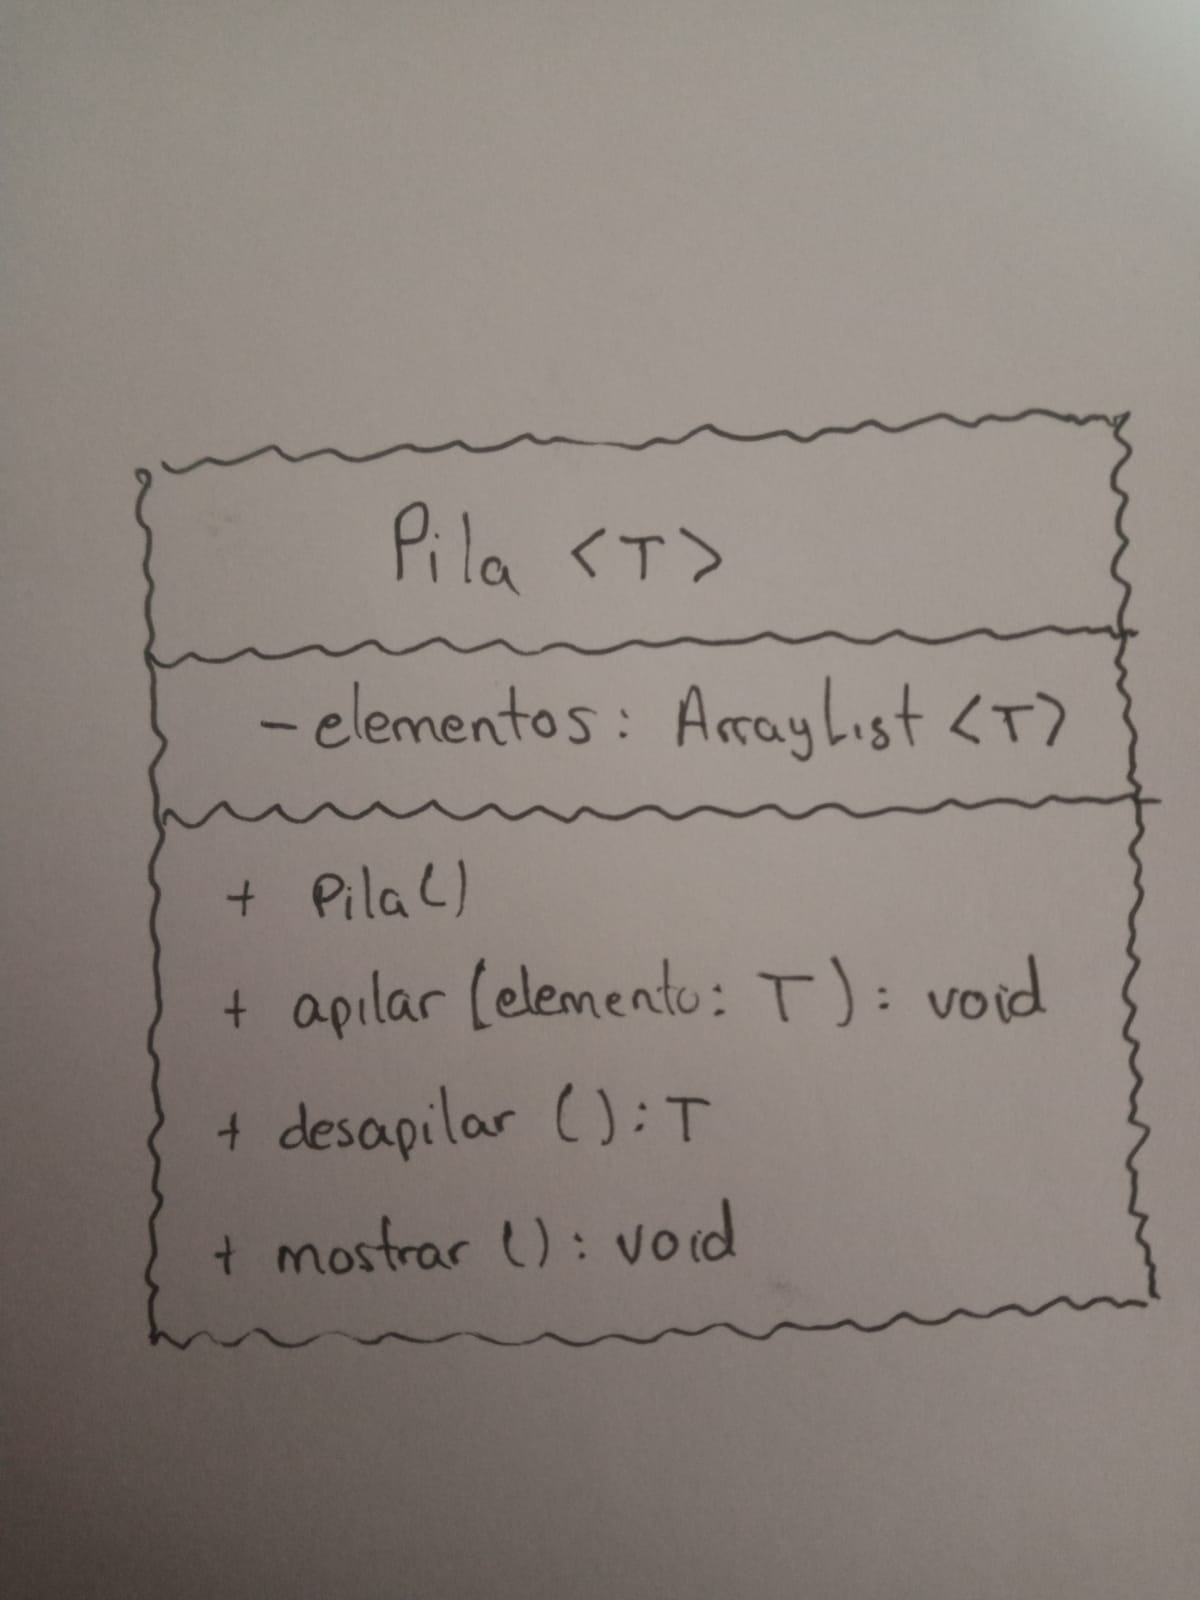 Pila <T>
- elementos: ArrayList <T>
+ Pila()
+ apilar (elemento: T): void
+ desapilar (): T
+ mostrar (): void